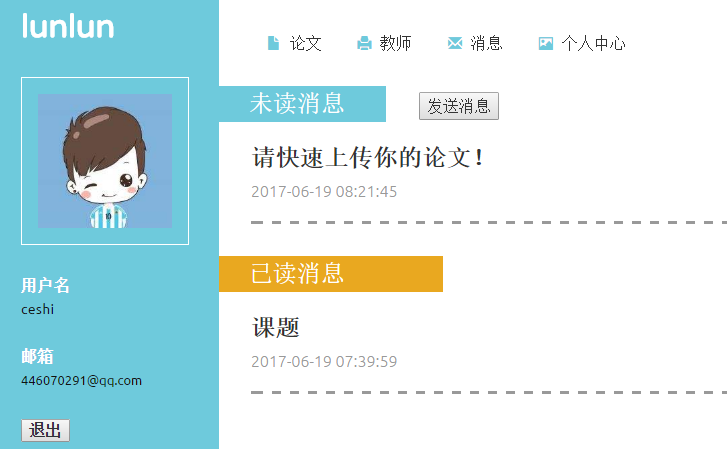 lunlun
论文 教师 消息 个人中心
未读消息 发送消息
请快速上传你的论文！
2017-06-19 08:21:45
已读消息
课题
2017-06-19 07:39:59
10
用户名
ceshi
邮箱
446070291@qq.com
退出